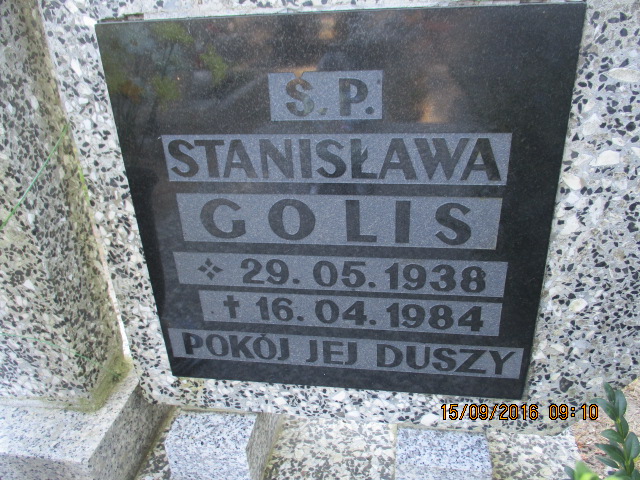 Ś.P.
STANISŁAWA
GOLIS
29.05.1938
✝ 16.04.1984
POKÓJ JEJ DUSZY
15/09/2016 09:10